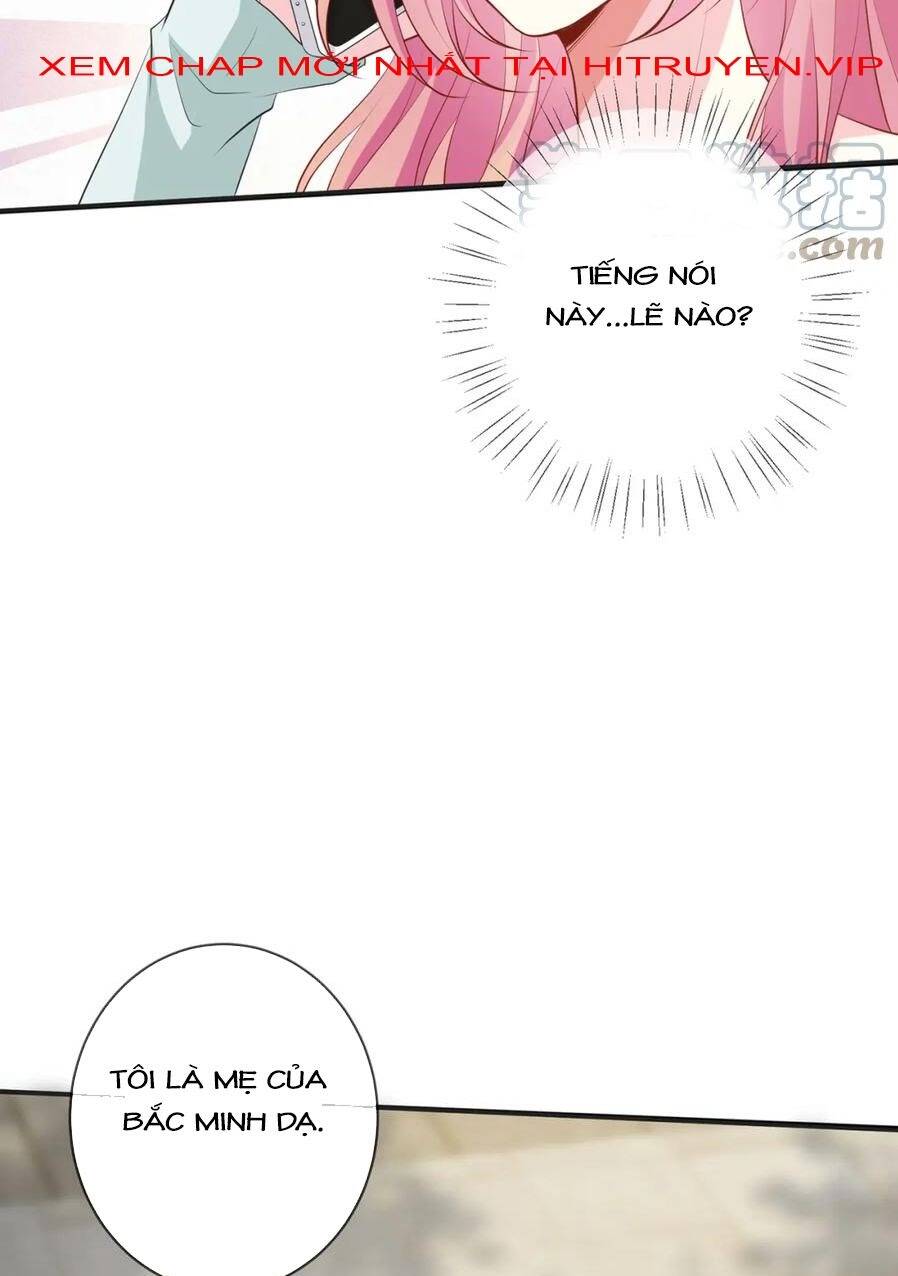 XEM CHAP MỚI NHẤT TẠI HITRUYEN.VIP
.com
TIẾNG NÓI
NÀY...LẼ NÀO?
TÔI LÀ MẸ CỦA
BẮC MINH DẠ.